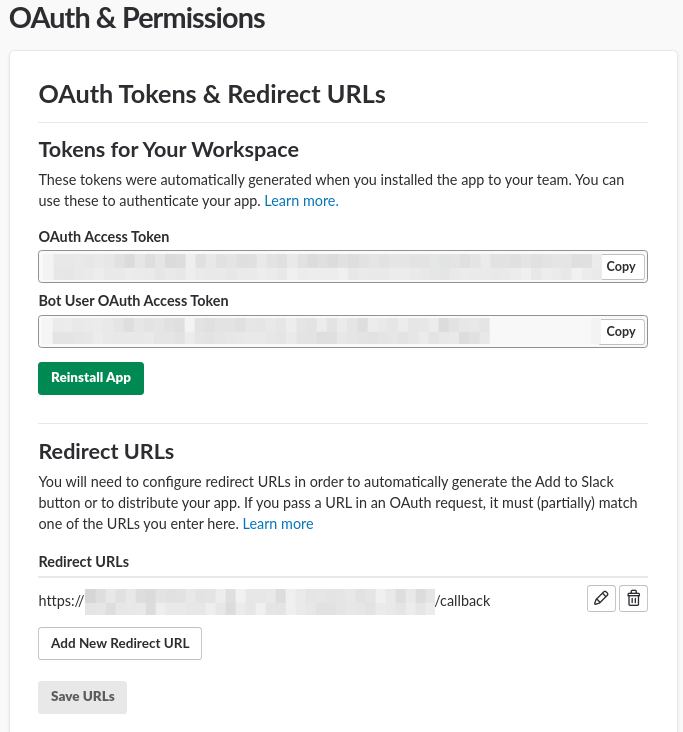 OAuth & Permissions
OAuth Tokens & Redirect URLs
Tokens for Your Workspace
These tokens were automatically generated when you installed the app to your team. You can
use these to authenticate your app. Learn more.
OAuth Access Token
Copy
Bot User OAuth Access Token
Copy
Reinstall App
Redirect URLs
You will need to configure redirect URLs in order to automatically generate the Add to Slack
button or to distribute your app. If you pass a URL in an OAuth request, it must (partially) match
one of the URLs you enter here. Learn more
Redirect URLs
https:// /callback
Add New Redirect URL
Save URLs